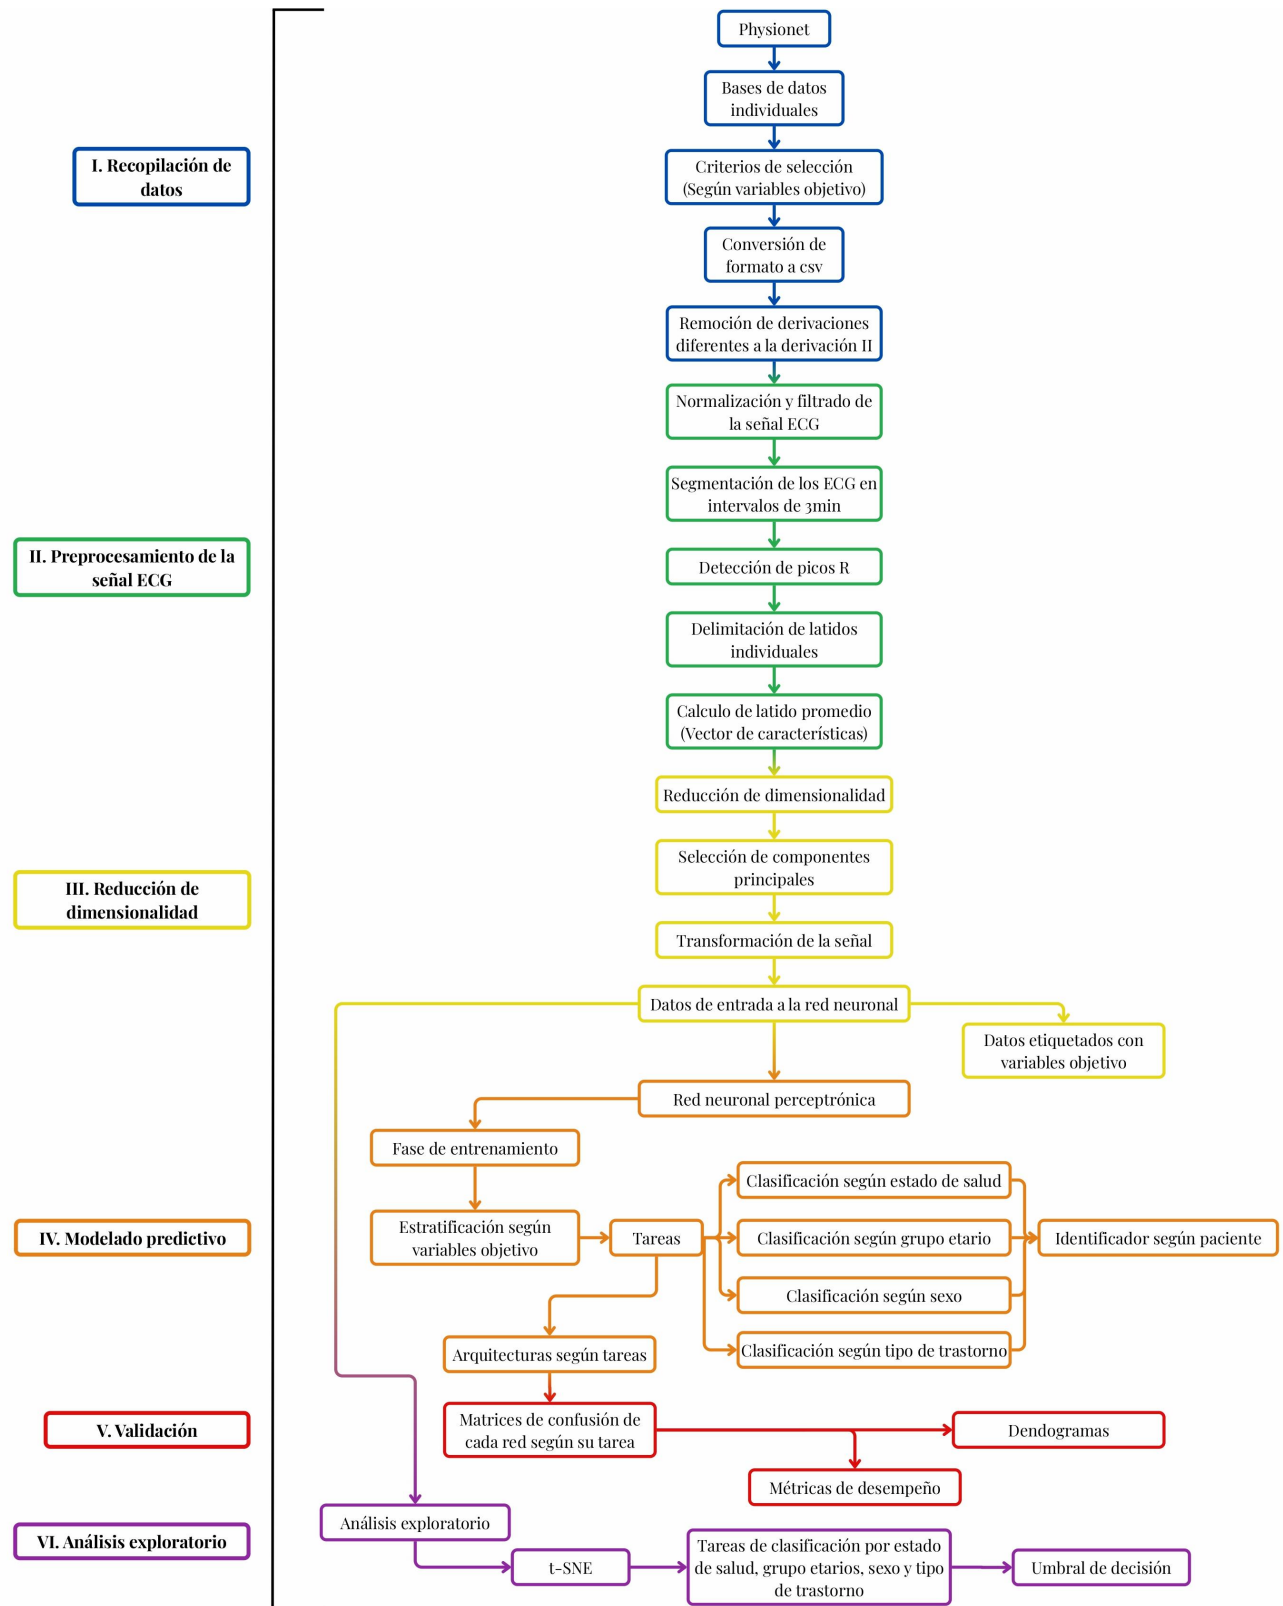 Physionet
Bases de datos
individuales
I. Recopilación de
datos
Criterios de selección
(Según variables objetivo)
Conversión de
formato a csv
Remoción de derivaciones
diferentes a la derivación II
Normalización y filtrado de
la señal ECG
Segmentación de los ECG en
intervalos de 3min
II. Preprocesamiento de la
señal ECG
Detección de picos R
Delimitación de latidos
individuales
Calculo de latido promedio
(Vector de características)
Reducción de dimensionalidad
Selección de componentes
principales
III. Reducción de
dimensionalidad
Transformación de la señal
Datos de entrada a la red neuronal
Datos etiquetados con
variables objetivo
Red neuronal perceptrónica
Fase de entrenamiento
IV. Modelado predictivo
Estratificación según
variables objetivo
Tareas
Clasificación según estado de salud
Clasificación según grupo etario
Clasificación según sexo
Clasificación según tipo de trastorno
Identificador según paciente
Arquitecturas según tareas
V. Validación
Matrices de confusión de
cada red según su tarea
Dendogramas
Métricas de desempeño
VI. Análisis exploratorio
Análisis exploratorio
t-SNE
Tareas de clasificación por estado
de salud, grupo etarios, sexo y tipo
de trastorno
Umbral de decisión